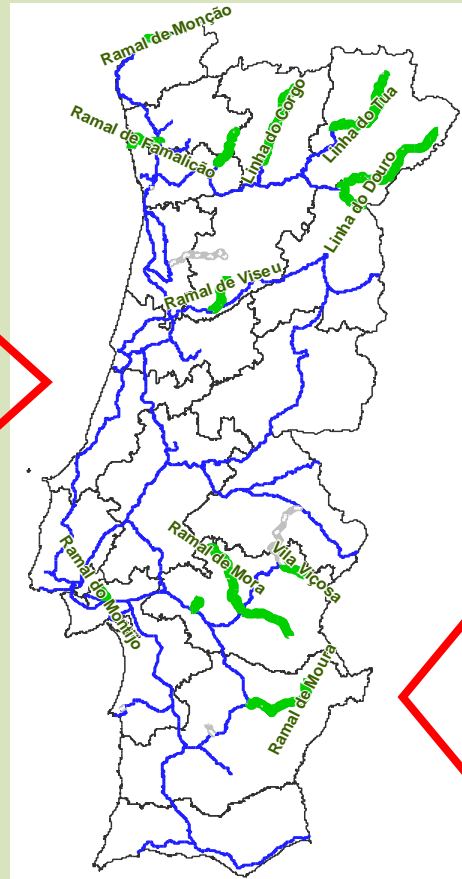 Ramal de Monção
Ramal de Famalicão
Linha do Corgo
Linha do Tua
Linha do Douro
Ramal de Viseu
Ramal de Mora
Vila Viçosa
Ramal do Montijo
Ramal de Moura